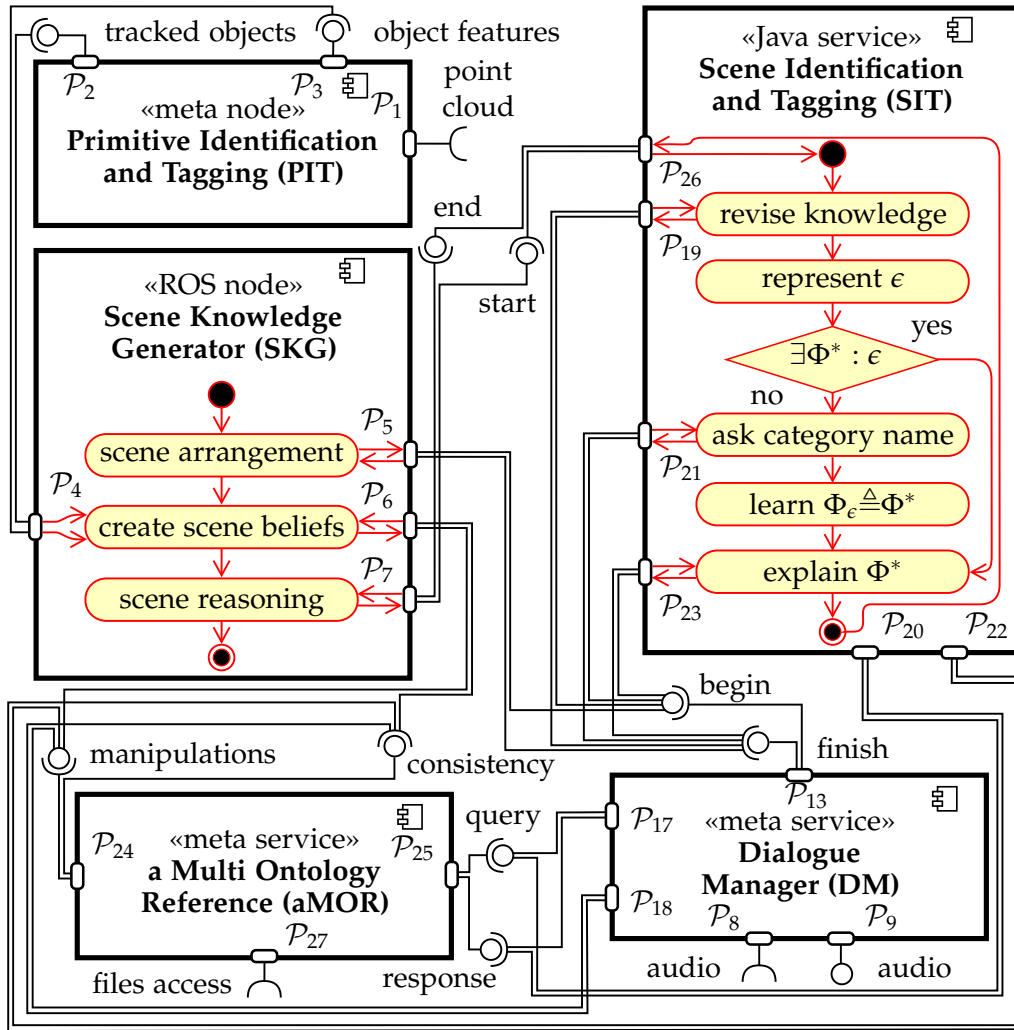 tracked objects
object features
𝒫₂
𝒫₃
𝒫₁
point
cloud
«meta node»
Primitive Identification
and Tagging (PIT)
end
start
«ROS node»
Scene Knowledge
Generator (SKG)
𝒫₅
scene arrangement
𝒫₄
𝒫₆
create scene beliefs
𝒫₇
scene reasoning
«Java service»
Scene Identification
and Tagging (SIT)
𝒫₂₆
revise knowledge
𝒫₁₉
represent ϵ
yes
∃Φ* : ϵ
no
ask category name
𝒫₂₁
learn Φ_ϵ≜Φ*
explain Φ*
𝒫₂₃
𝒫₂₀
𝒫₂₂
begin
finish
manipulations
consistency
𝒫₂₄
«meta service»
𝒫₂₅
a Multi Ontology
Reference (aMOR)
𝒫₂₇
files access
query
response
𝒫₁₃
𝒫₁₇
«meta service»
Dialogue
Manager (DM)
𝒫₁₈
𝒫₈
𝒫₉
audio
audio